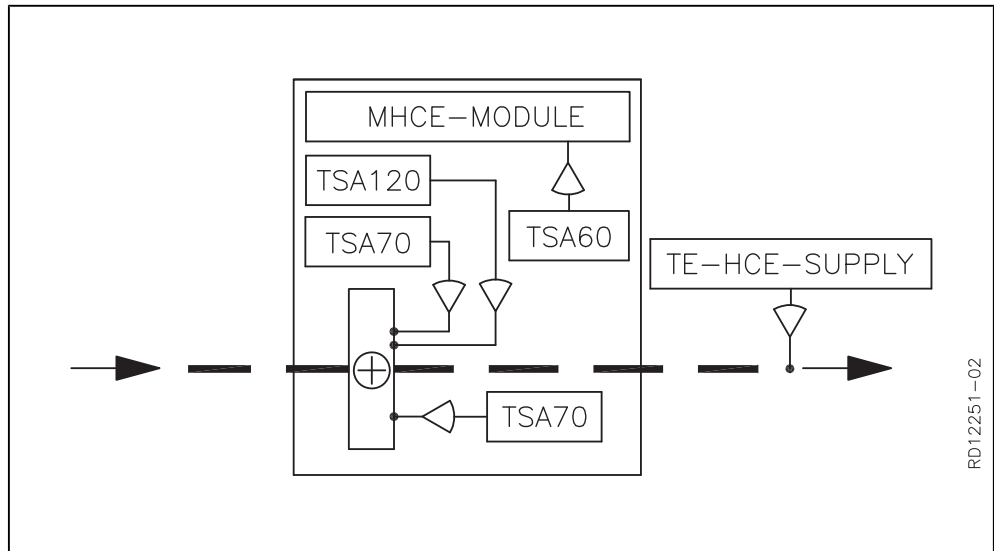 MHCE-MODULE
TSA120
TSA70
TSA60
TE-HCE-SUPPLY
TSA70
RD12251-02